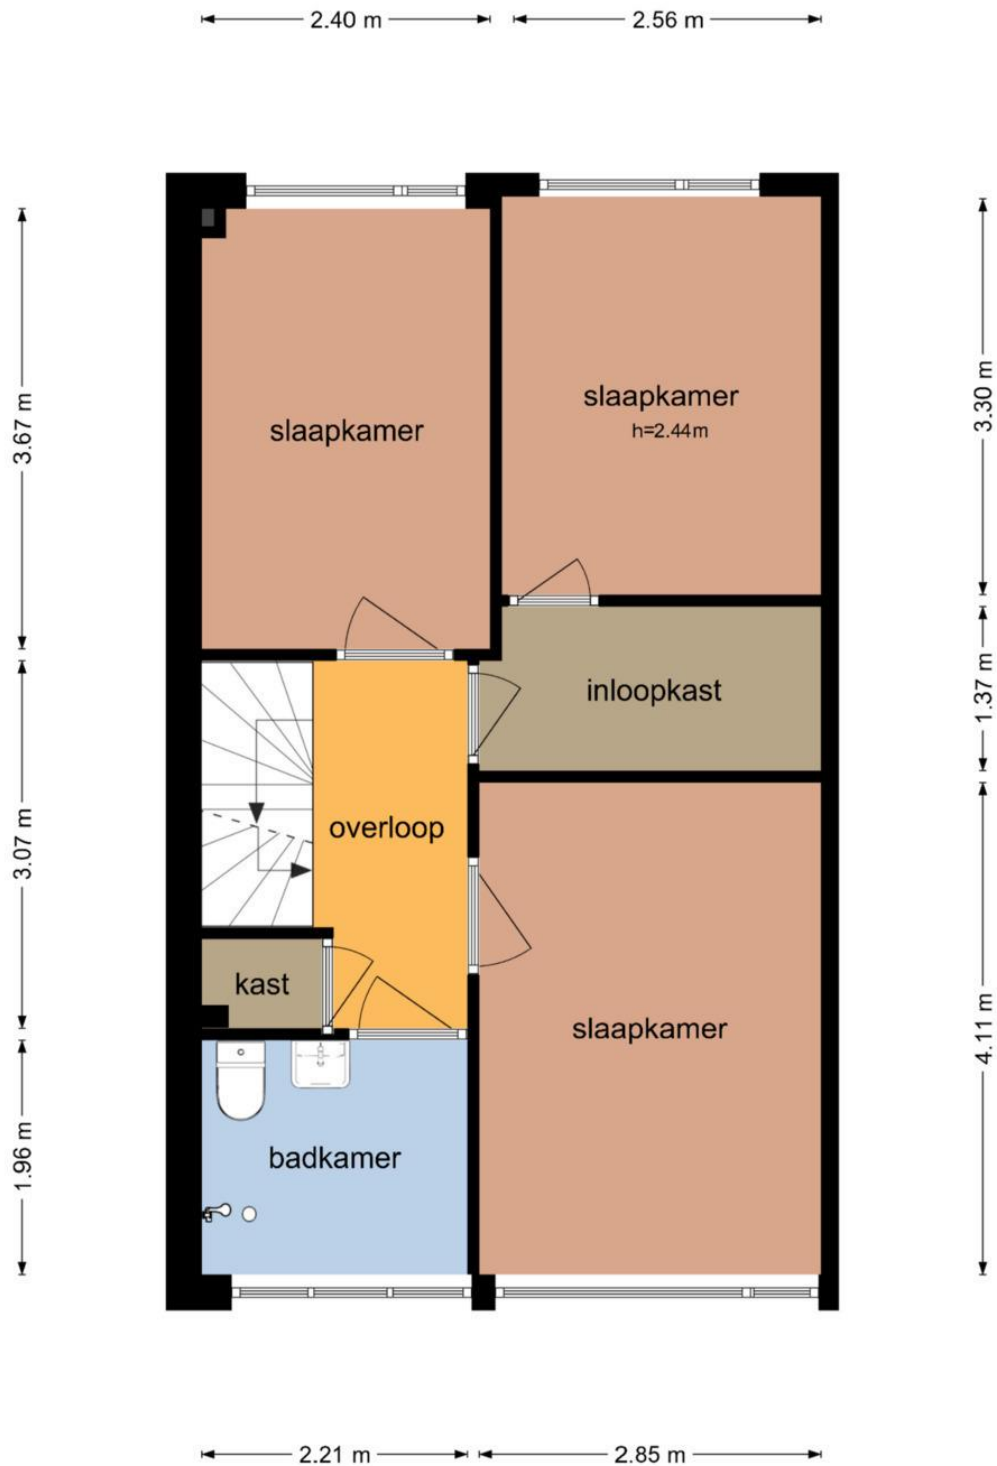 2.40 m
2.56 m
3.67 m
3.30 m
slaapkamer
h=2.44m
slaapkamer
inloopkast
1.37 m
overloop
3.07 m
kast
slaapkamer
4.11 m
badkamer
1.96 m
2.21 m
2.85 m